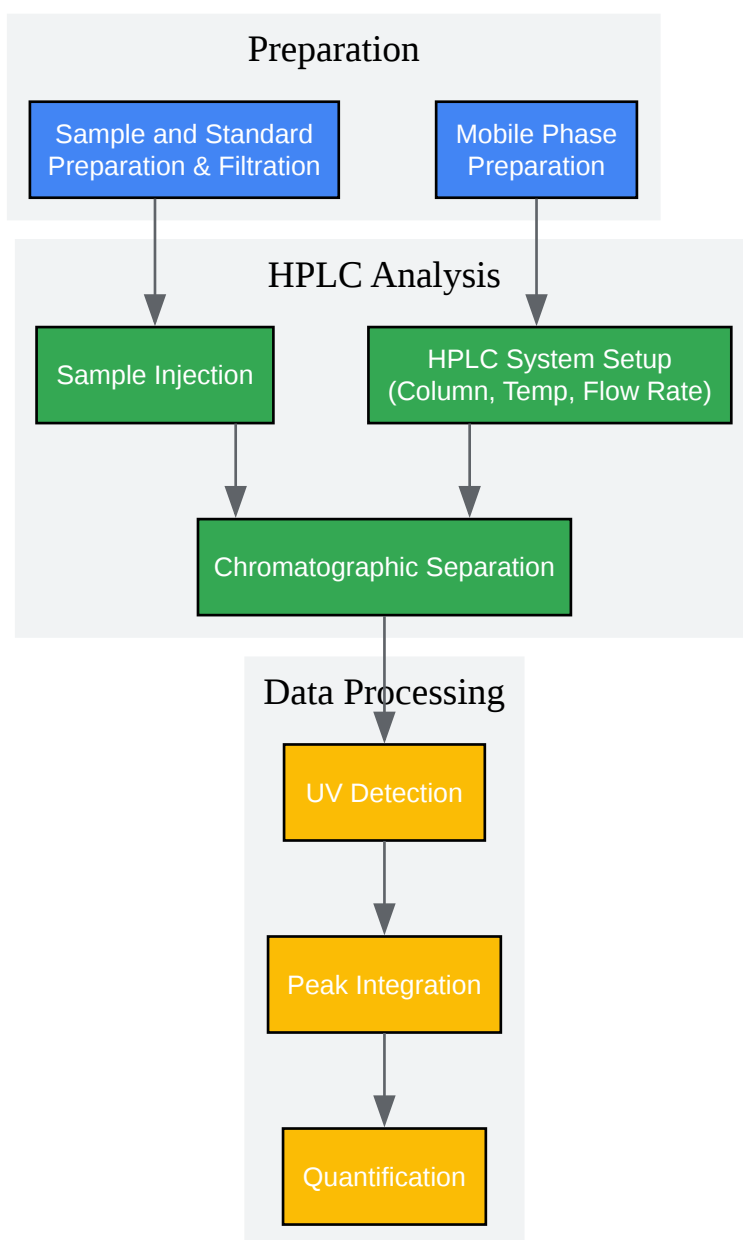 Preparation
Sample and Standard
Preparation & Filtration
Mobile Phase
Preparation
HPLC Analysis
Sample Injection
HPLC System Setup
(Column, Temp, Flow Rate)
Chromatographic Separation
Data Processing
UV Detection
Peak Integration
Quantification